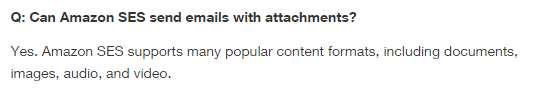 Q: Can Amazon SES send emails with attachments?
Yes. Amazon SES supports many popular content formats, including documents,
images, audio, and video.